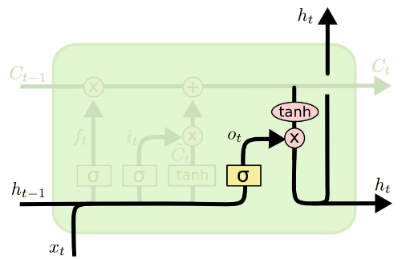 h_t
C_{t-1}
x
+
C_t
tanh
f_t
i_t
x
C̃_t
o_t
x
σ
σ
tanh
σ
h_{t-1}
h_t
x_t